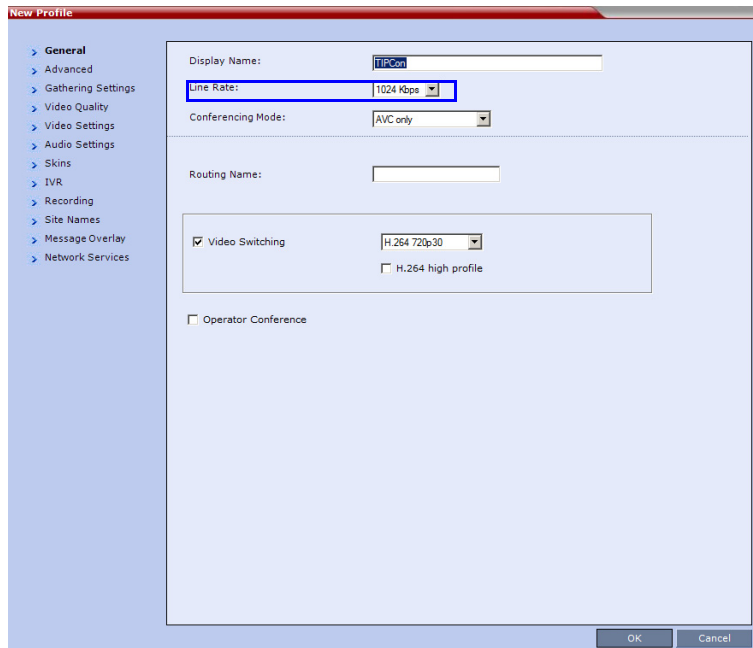 New Profile
General
Advanced
Gathering Settings
Video Quality
Video Settings
Audio Settings
Skins
IVR
Recording
Site Names
Message Overlay
Network Services
Display Name: TIPCon
Line Rate: 1024 Kbps
Conferencing Mode: AVC only
Routing Name:
Video Switching H.264 720p30
H.264 high profile
Operator Conference
OK Cancel